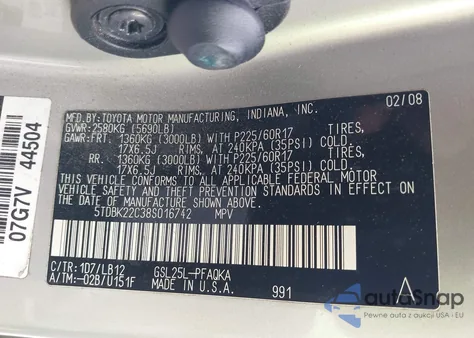 07G7V 44504
MFD.BY: TOYOTA MOTOR MANUFACTURING, INDIANA, INC. 02/08
GVWR: 2580KG (5690LB)
GAWR: FRT. 1360KG (3000LB) WITH P225/60R17 TIRES,
17X6.5J RIMS, AT 240KPA (35PSI) COLD
RR. 1360KG (3000LB) WITH P225/60R17 TIRES,
17X6.5J RIMS, AT 240KPA (35PSI) COLD
THIS VEHICLE CONFORMS TO ALL APPLICABLE FEDERAL MOTOR
VEHICLE SAFETY, BUMPER, AND THEFT PREVENTION STANDARDS IN EFFECT ON
THE DATE OF MANUFACTURE SHOWN ABOVE.
5TDBK22C38S016742 MPV
C/TR: 1D7/LB12 GSL25L-PFAQKA
A/TM:-02B/U151F MADE IN U.S.A. 991
autoSnap
Pewne auta z aukcji USA i EU